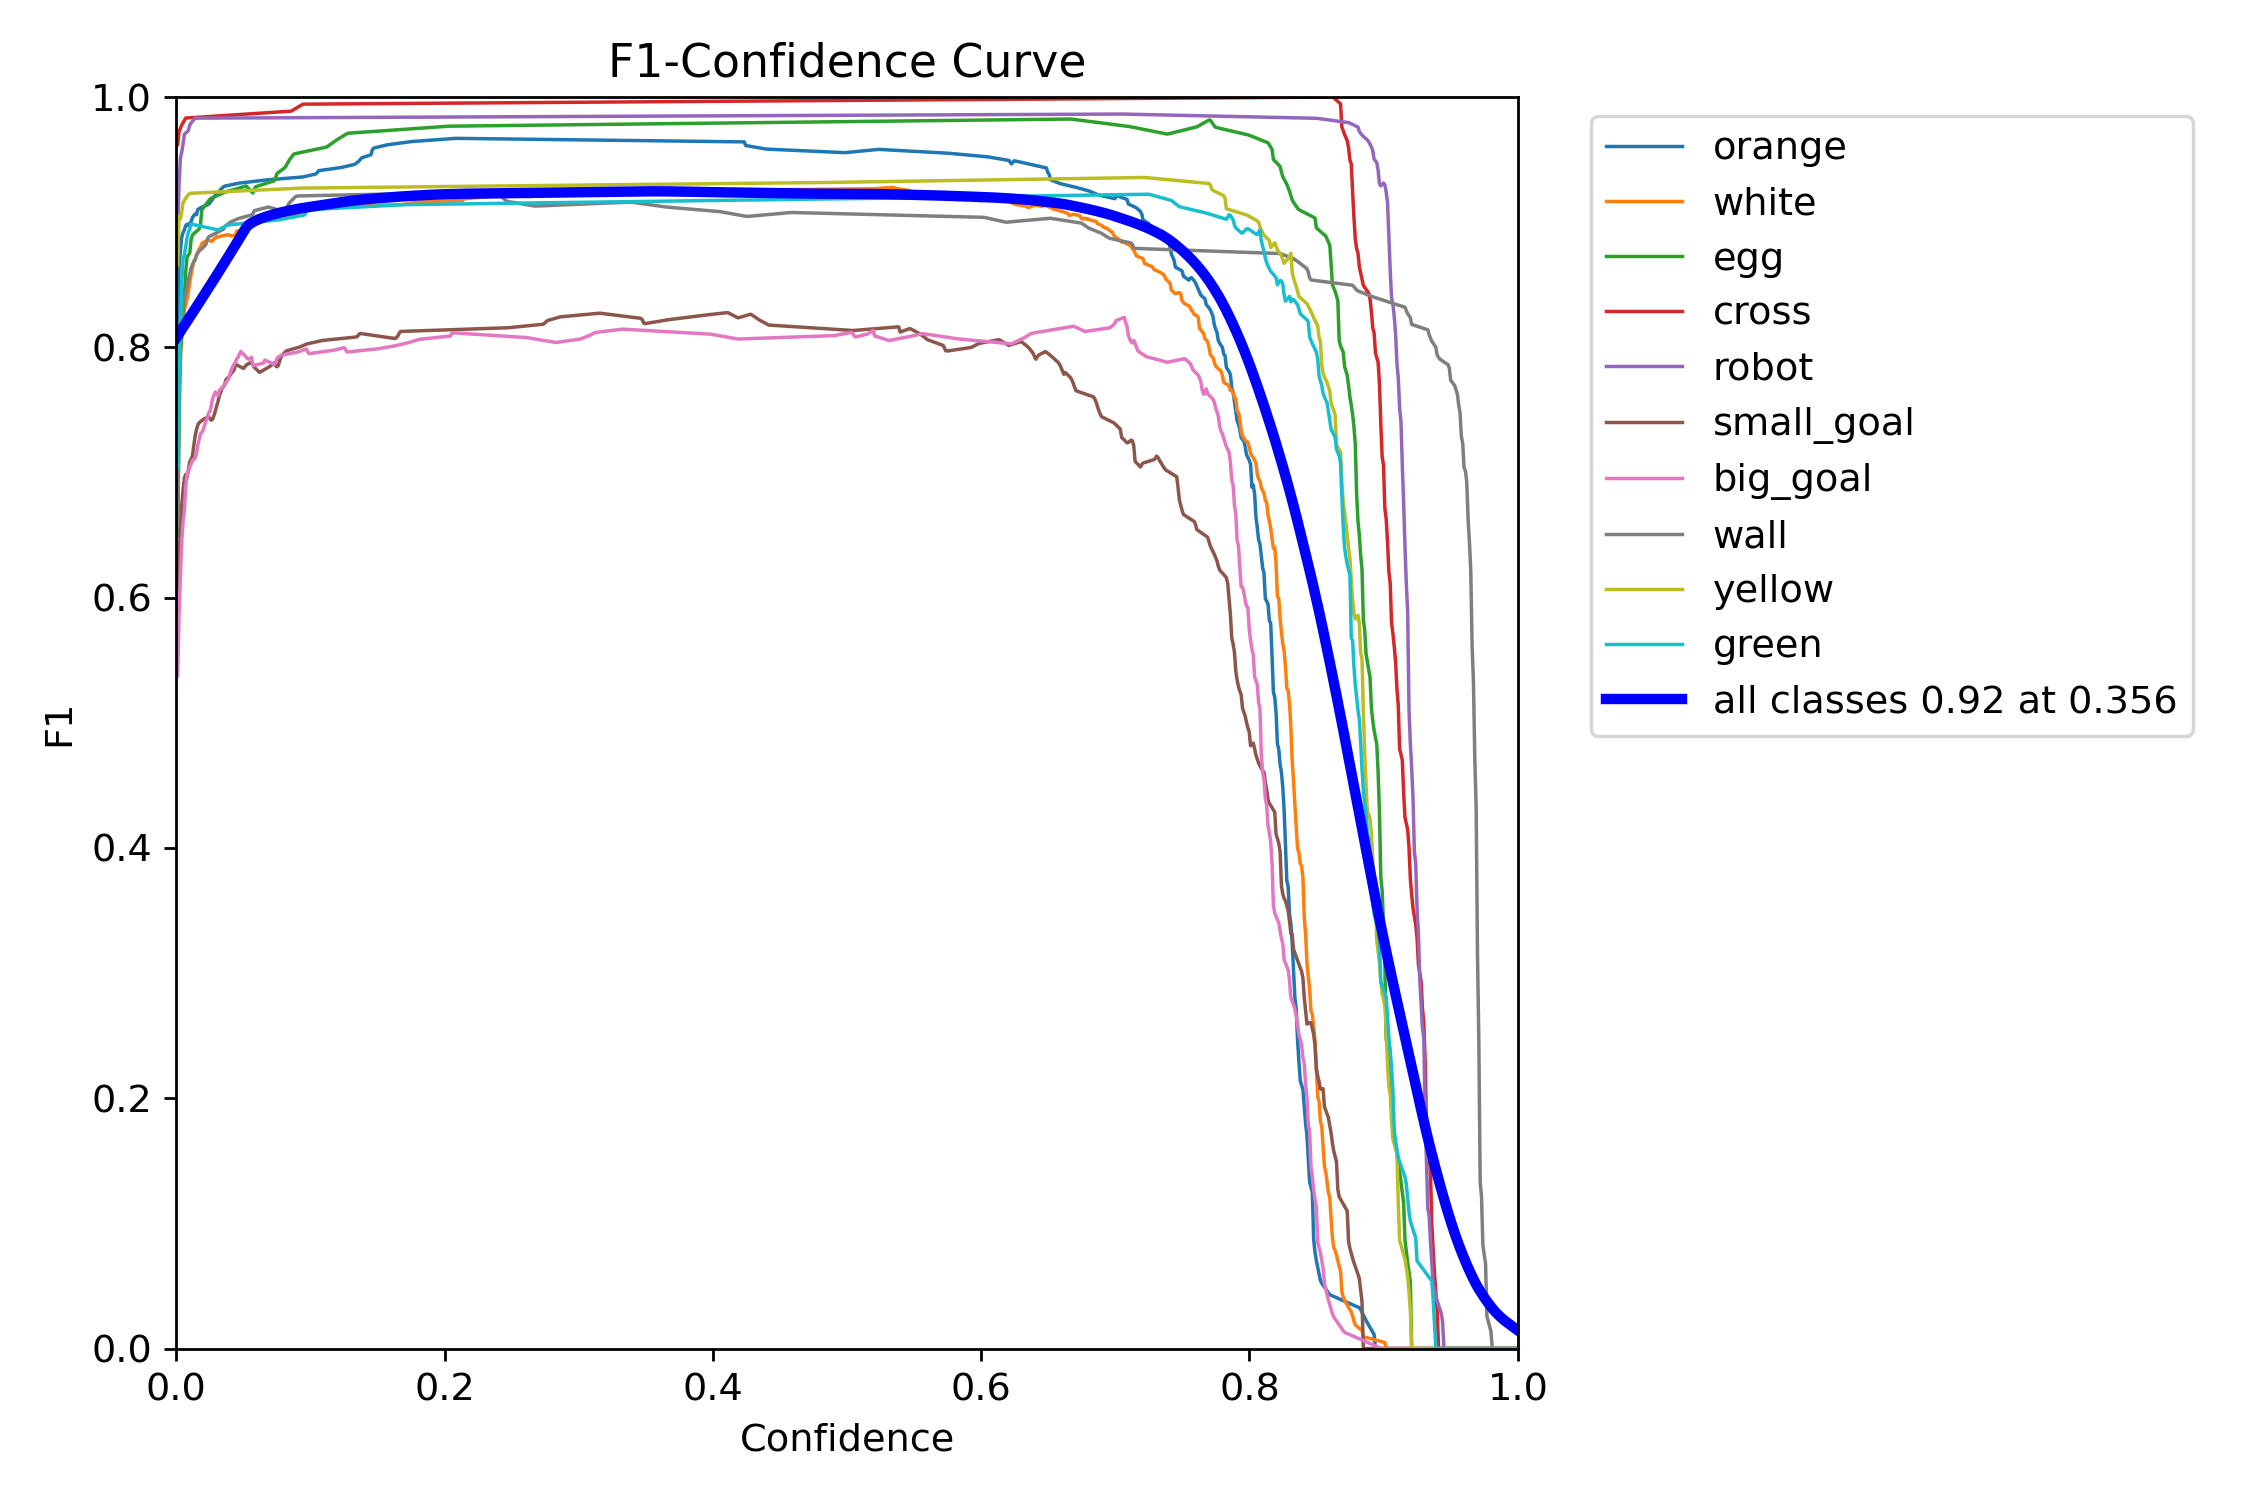 F1-Confidence Curve
1.0
0.8
0.6
0.4
0.2
0.0
F1
0.0 0.2 0.4 0.6 0.8 1.0
Confidence
orange
white
egg
cross
robot
small_goal
big_goal
wall
yellow
green
all classes 0.92 at 0.356